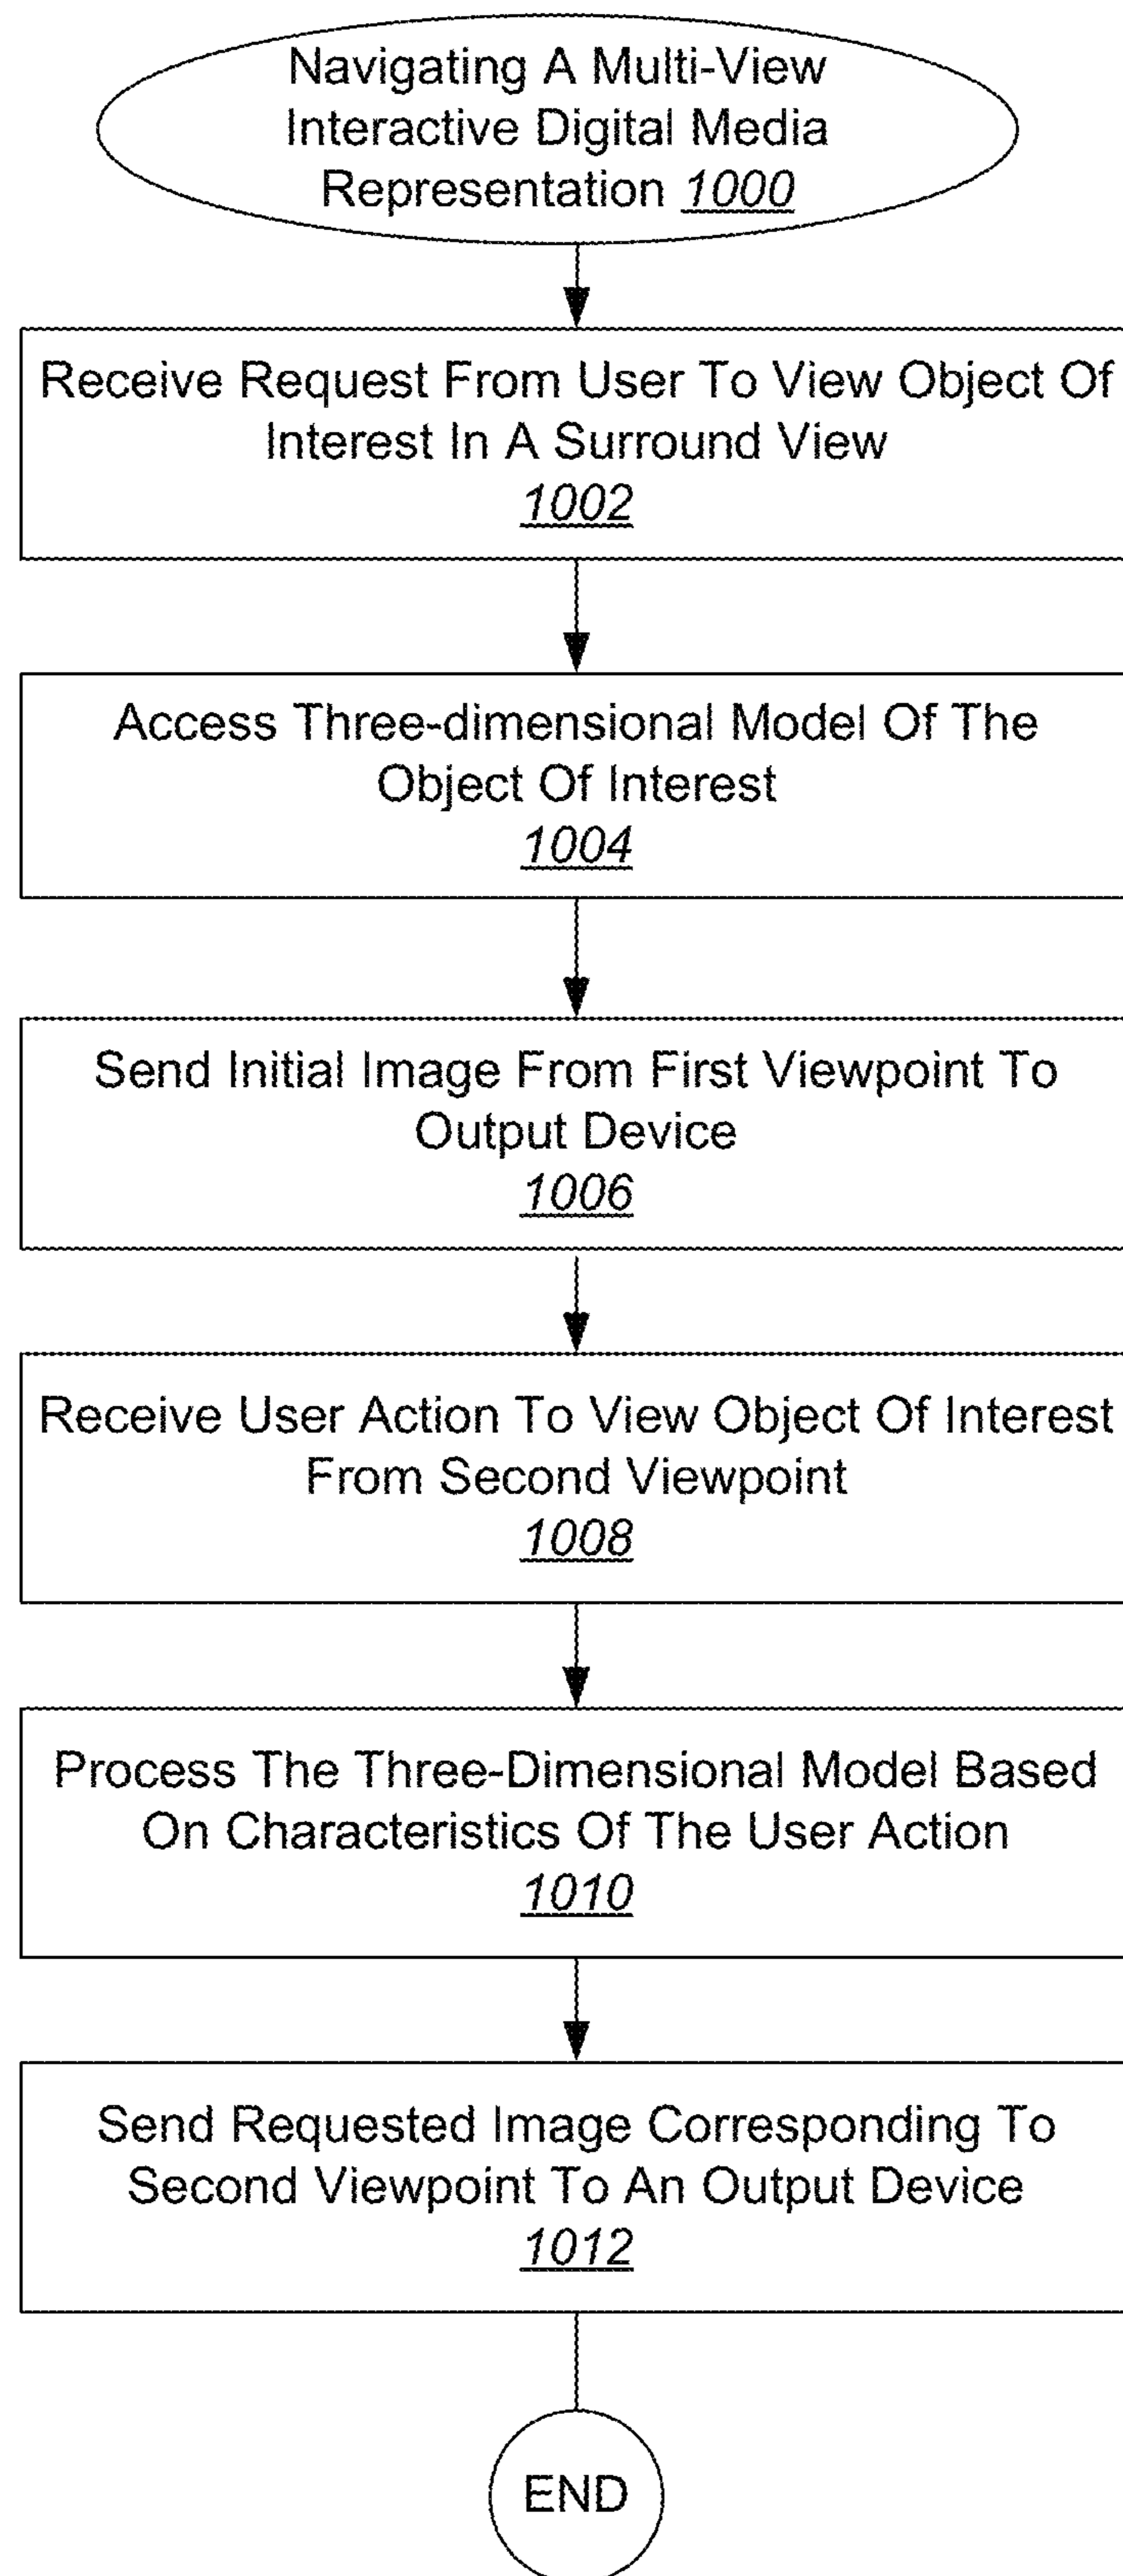 Navigating A Multi-View
Interactive Digital Media
Representation 1000
Receive Request From User To View Object Of
Interest In A Surround View
1002
Access Three-dimensional Model Of The
Object Of Interest
1004
Send Initial Image From First Viewpoint To
Output Device
1006
Receive User Action To View Object Of Interest
From Second Viewpoint
1008
Process The Three-Dimensional Model Based
On Characteristics Of The User Action
1010
Send Requested Image Corresponding To
Second Viewpoint To An Output Device
1012
END